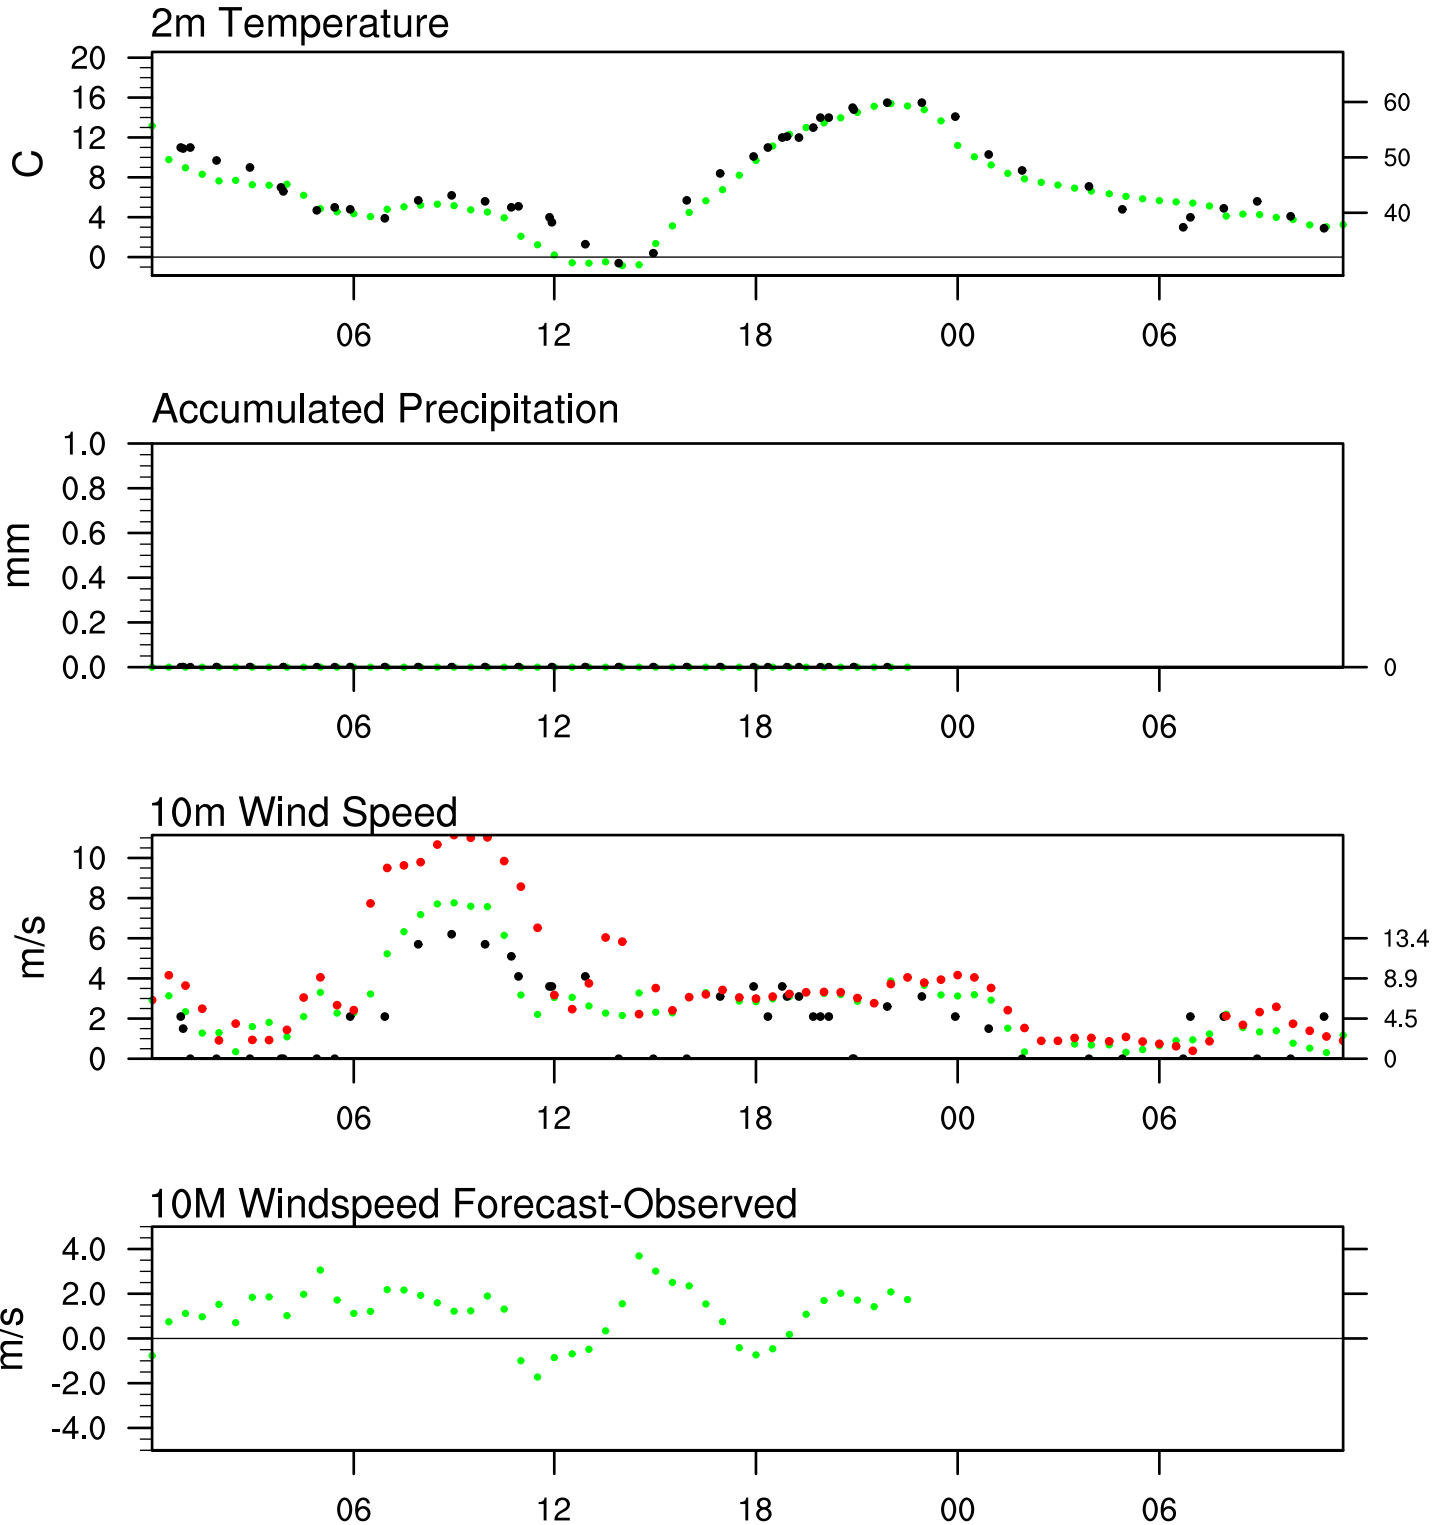 2m Temperature
20
16
12
8
4
0
C
60
50
40
06 12 18 00 06
Accumulated Precipitation
1.0
0.8
0.6
0.4
0.2
0.0
mm
0
06 12 18 00 06
10m Wind Speed
10
8
6
4
2
0
m/s
13.4
8.9
4.5
0
06 12 18 00 06
10M Windspeed Forecast-Observed
4.0
2.0
0.0
-2.0
-4.0
m/s
06 12 18 00 06